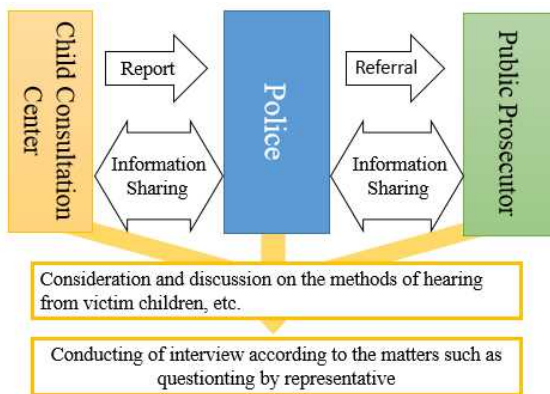 Child Consultation
Center
Report
Police
Referral
Public Prosecutor
Information
Sharing
Information
Sharing
Consideration and discussion on the methods of hearing
from victim children, etc.
Conducting of interview according to the matters such as
questionting by representative